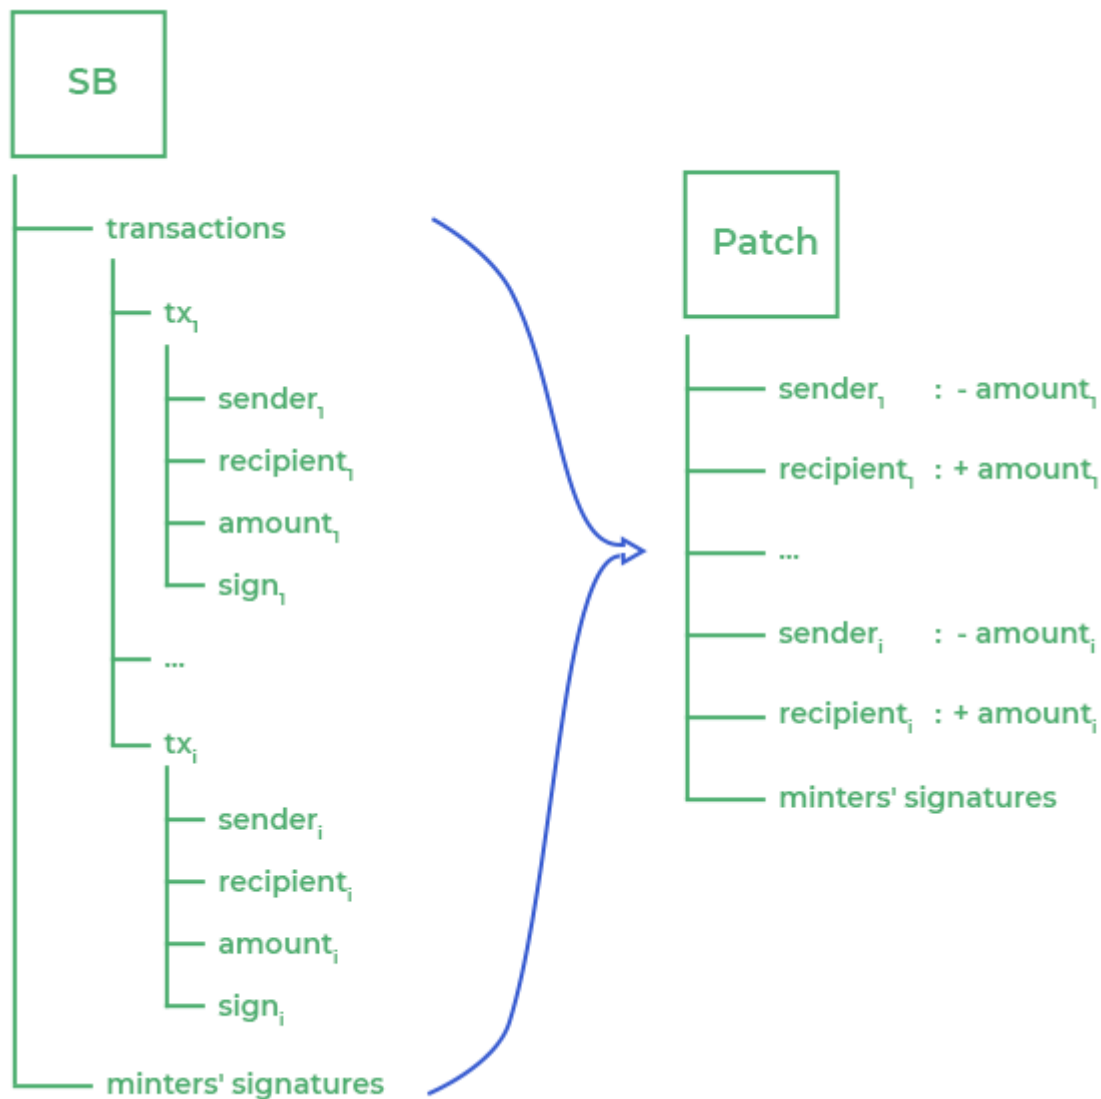 SB
transactions
tx₁
sender₁
recipient₁
amount₁
sign₁
...
txᵢ
senderᵢ
recipientᵢ
amountᵢ
signᵢ
minters' signatures
Patch
sender₁ : - amount₁
recipient₁ : + amount₁
...
senderᵢ : - amountᵢ
recipientᵢ : + amountᵢ
minters' signatures